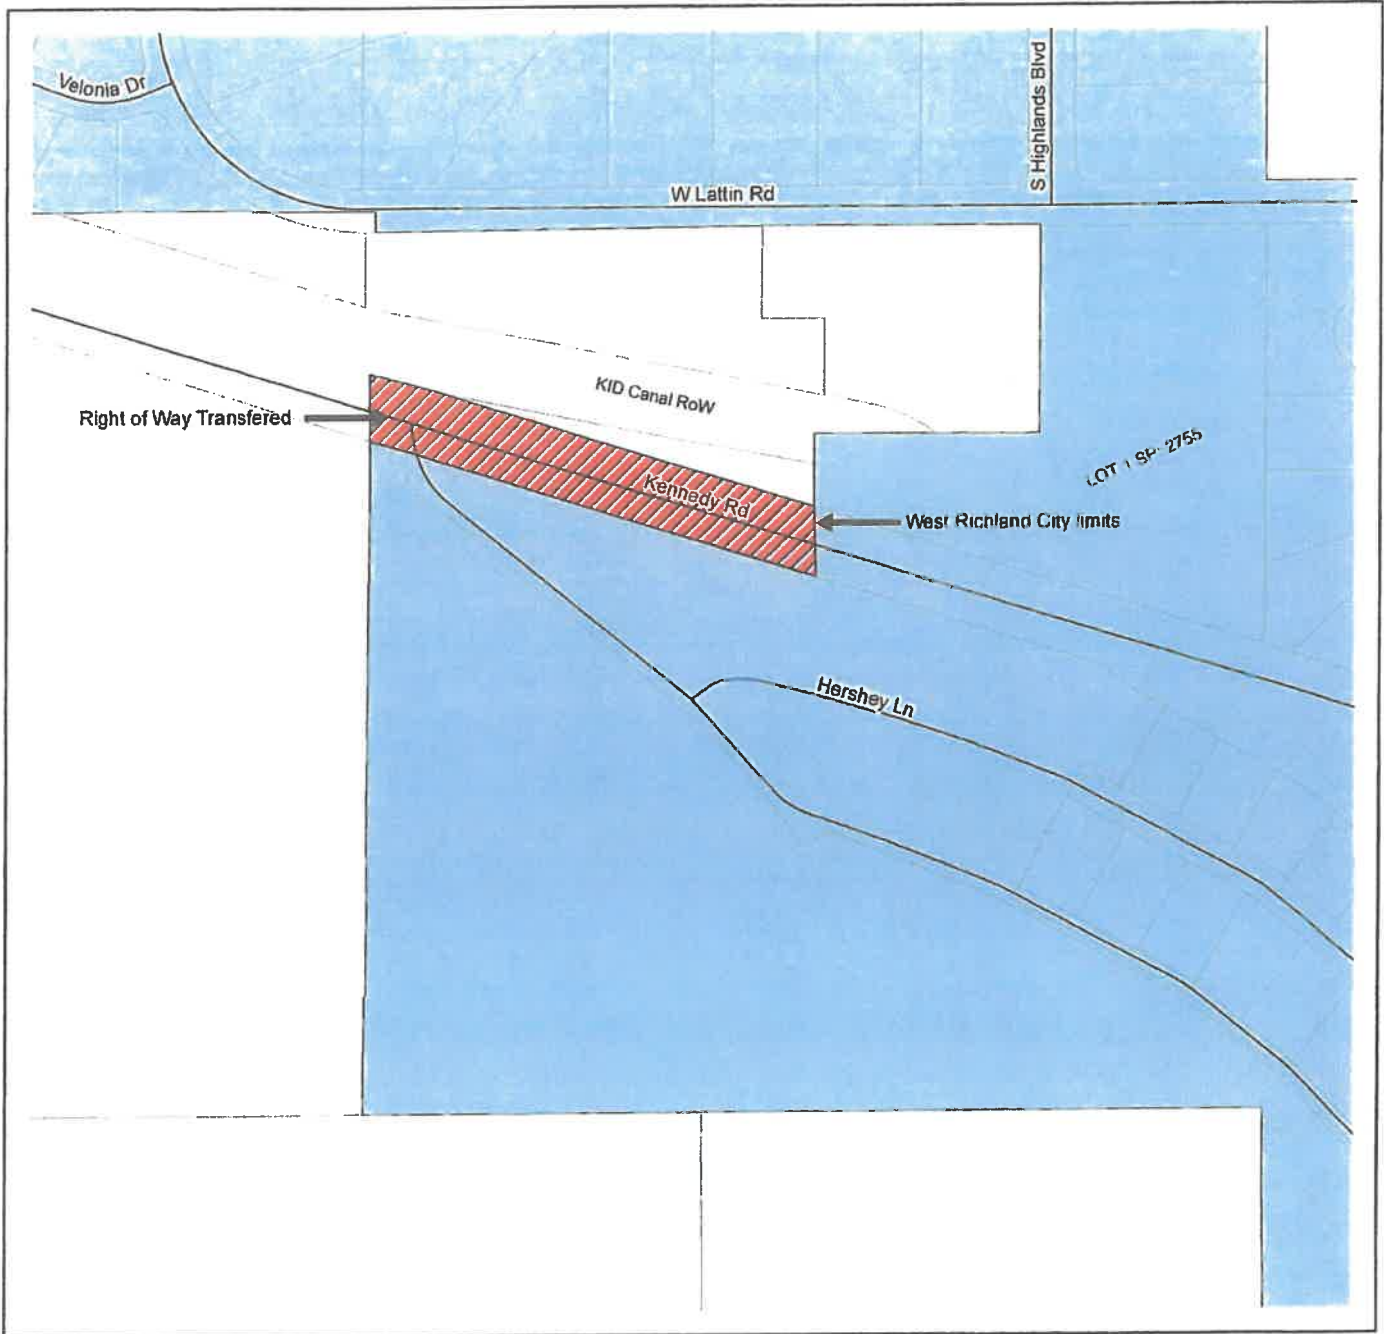 Velonia Dr
S Highlands Blvd
W Lattin Rd
KID Canal RoW
Right of Way Transfered
Kennedy Rd
LOT 1 SP- 2755
West Richland City limits
Hershey Ln